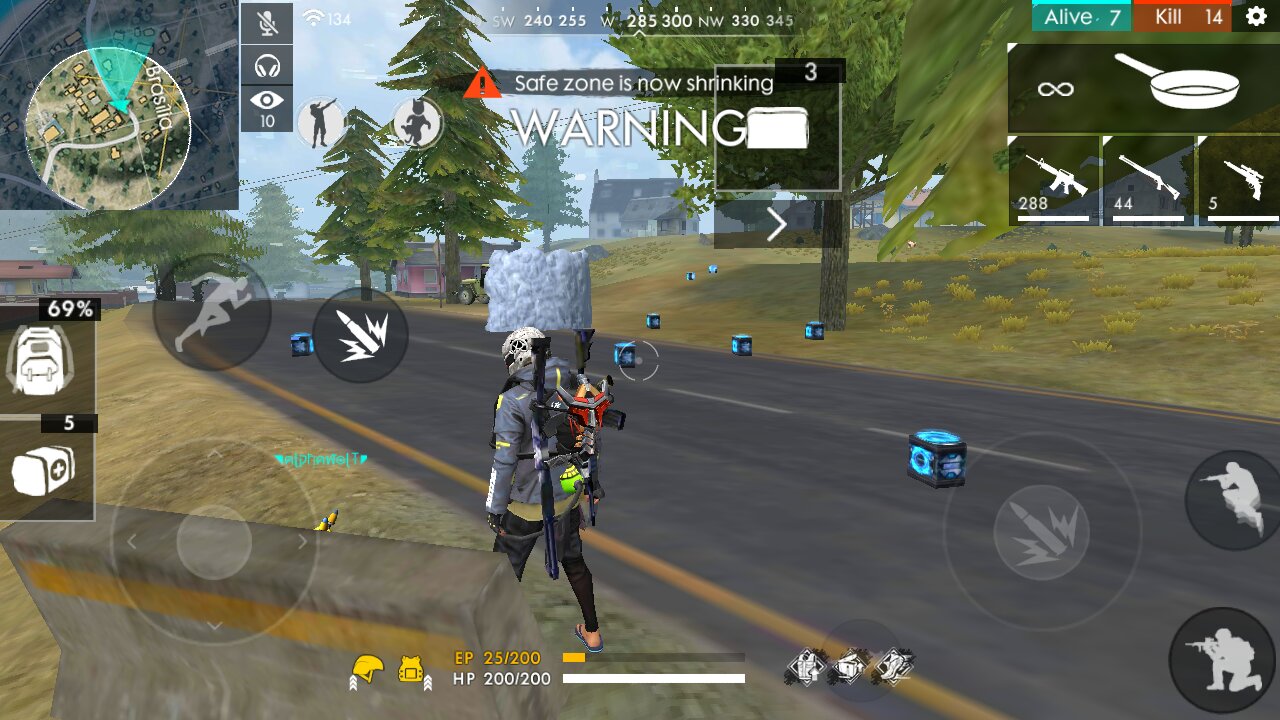 134
SW 240 255 W 285 300 NW 330 345
Alive 7
Kill 14
Brasilia
10
Safe zone is now shrinking
WARNING
3
∞
288
44
5
69%
5
EP 25/200
HP 200/200